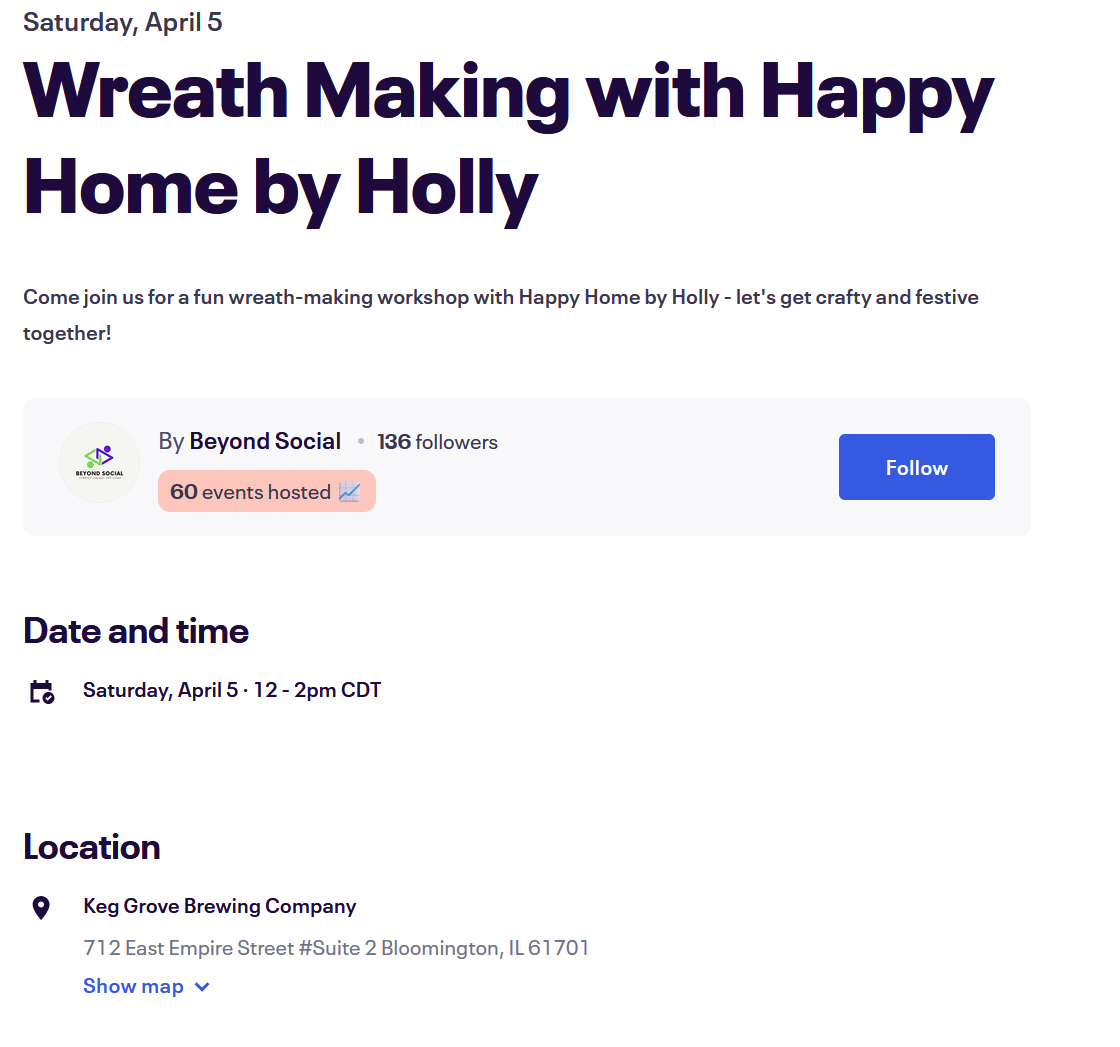 Saturday, April 5
Wreath Making with Happy
Home by Holly
Come join us for a fun wreath-making workshop with Happy Home by Holly - let's get crafty and festive
together!
By Beyond Social • 136 followers
60 events hosted
Follow
BEYOND SOCIAL
Date and time
Saturday, April 5 · 12 - 2pm CDT
Location
Keg Grove Brewing Company
712 East Empire Street #Suite 2 Bloomington, IL 61701
Show map